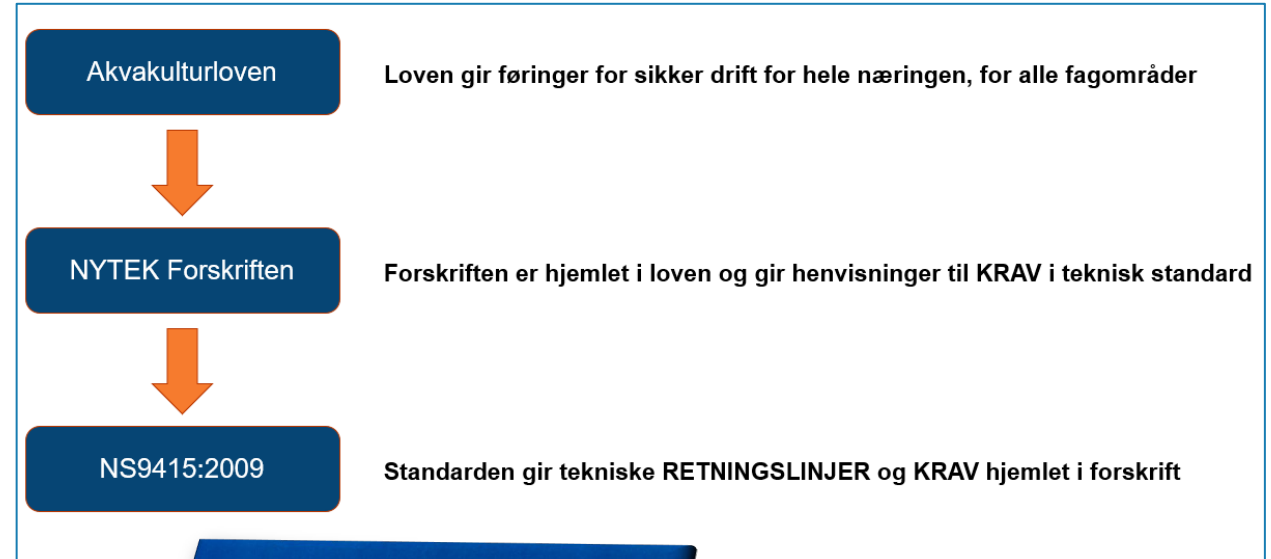 Akvakulturloven
Loven gir føringer for sikker drift for hele næringen, for alle fagområder
NYTEK Forskriften
Forskriften er hjemlet i loven og gir henvisninger til KRAV i teknisk standard
NS9415:2009
Standarden gir tekniske RETNINGSLINJER og KRAV hjemlet i forskrift